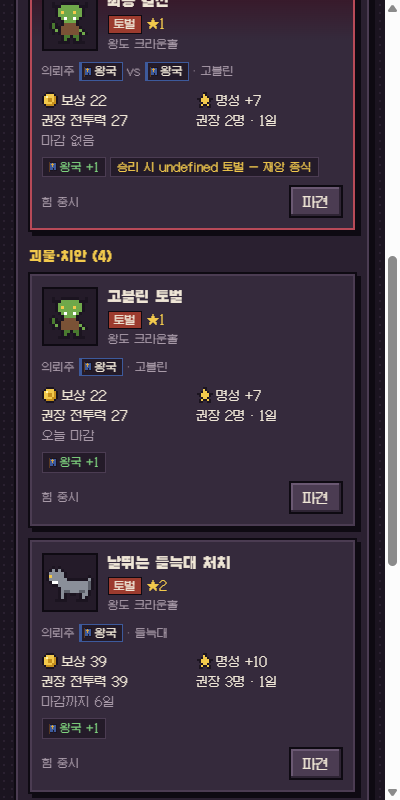 토벌 ★1
왕도 크라운홀
의뢰주 왕국 vs 왕국 · 고블린
보상 22 명성 +7
권장 전투력 27 권장 2명 · 1일
마감 없음
왕국 +1 승리 시 undefined 토벌 — 재앙 종식
힘 중시 파견
괴물·치안 (4)
고블린 토벌
토벌 ★1
왕도 크라운홀
의뢰주 왕국 · 고블린
보상 22 명성 +7
권장 전투력 27 권장 2명 · 1일
오늘 마감
왕국 +1
힘 중시 파견
날뛰는 들늑대 처치
토벌 ★2
왕도 크라운홀
의뢰주 왕국 · 들늑대
보상 39 명성 +10
권장 전투력 39 권장 3명 · 1일
마감까지 6일
왕국 +1
힘 중시 파견